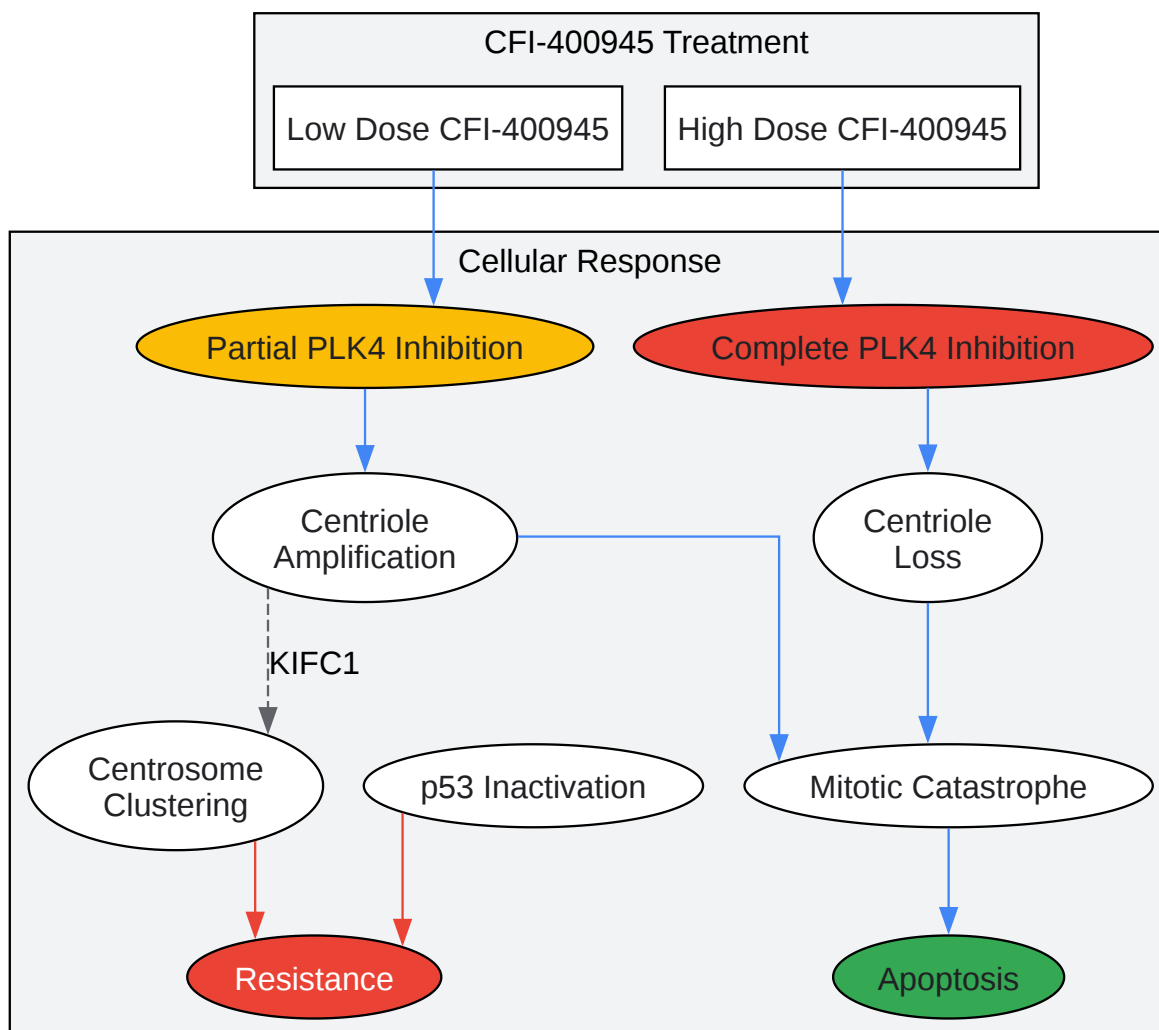 CFI-400945 Treatment
Low Dose CFI-400945
High Dose CFI-400945
Cellular Response
Partial PLK4 Inhibition
Complete PLK4 Inhibition
Centriole
Amplification
Centriole
Loss
KIFC1
Centrosome
Clustering
p53 Inactivation
Mitotic Catastrophe
Resistance
Apoptosis